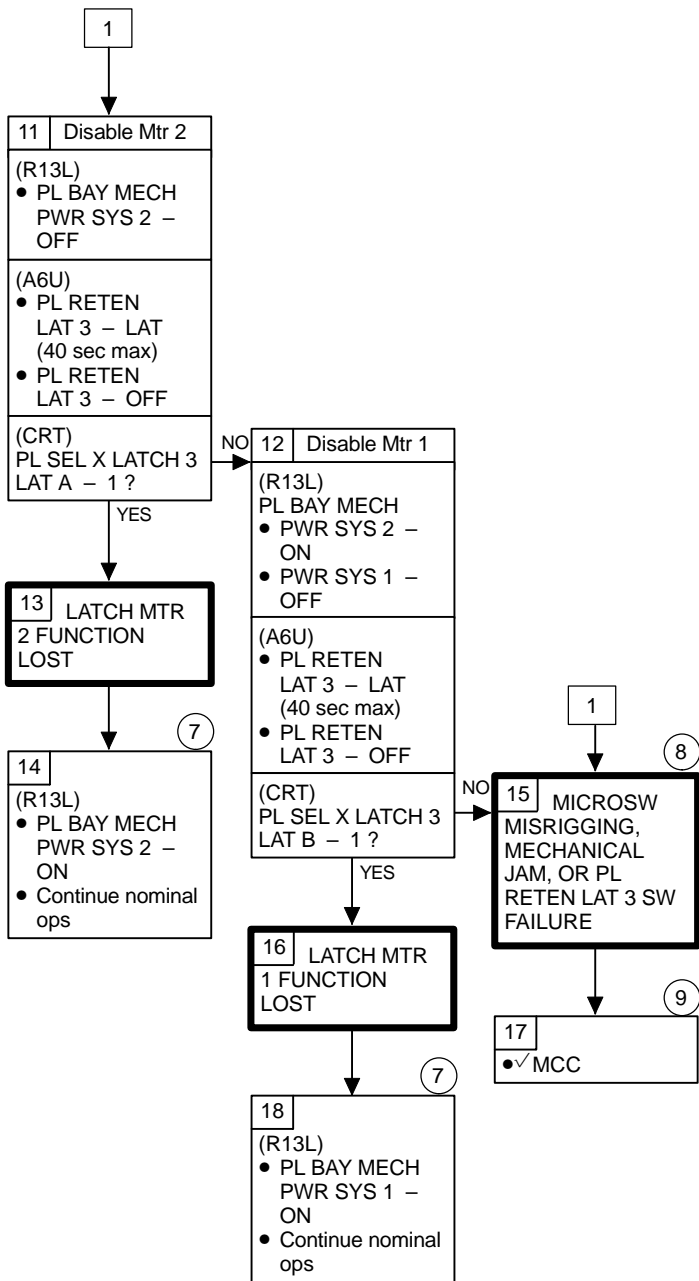 1
11 Disable Mtr 2
(R13L)
● PL BAY MECH
PWR SYS 2 –
OFF
(A6U)
● PL RETEN
LAT 3 – LAT
(40 sec max)
● PL RETEN
LAT 3 – OFF
(CRT)
PL SEL X LATCH 3
LAT A – 1 ?
NO
YES
12 Disable Mtr 1
(R13L)
PL BAY MECH
● PWR SYS 2 –
ON
● PWR SYS 1 –
OFF
(A6U)
● PL RETEN
LAT 3 – LAT
(40 sec max)
● PL RETEN
LAT 3 – OFF
(CRT)
PL SEL X LATCH 3
LAT B – 1 ?
NO
YES
13 LATCH MTR
2 FUNCTION
LOST
7
14
(R13L)
● PL BAY MECH
PWR SYS 2 –
ON
● Continue nominal
ops
1
8
15 MICROSW
MISRIGGING,
MECHANICAL
JAM, OR PL
RETEN LAT 3 SW
FAILURE
16 LATCH MTR
1 FUNCTION
LOST
9
17
●√ MCC
7
18
(R13L)
● PL BAY MECH
PWR SYS 1 –
ON
● Continue nominal
ops